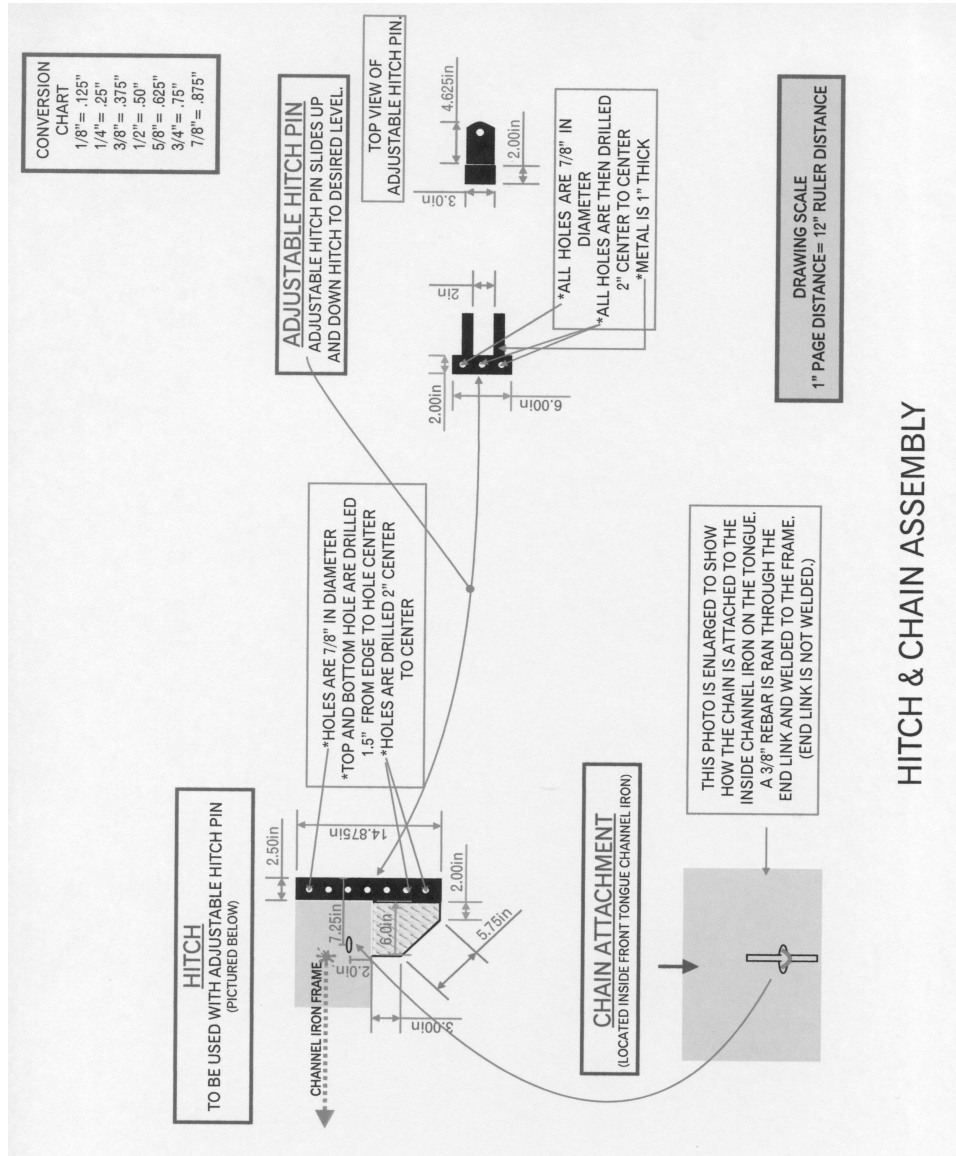 HITCH
TO BE USED WITH ADJUSTABLE HITCH PIN
(PICTURED BELOW)
CHANNEL IRON FRAME
2.50in
7.25in
2.0in
6.0in
14.875in
2.00in
5.75in
3.00in
*HOLES ARE 7/8" IN DIAMETER
*TOP AND BOTTOM HOLE ARE DRILLED
1.5" FROM EDGE TO HOLE CENTER
*HOLES ARE DRILLED 2" CENTER
TO CENTER
ADJUSTABLE HITCH PIN
ADJUSTABLE HITCH PIN SLIDES UP
AND DOWN HITCH TO DESIRED LEVEL.
CONVERSION
CHART
1/8"= .125"
1/4"= .25"
3/8"= .375"
1/2"= .50"
5/8"= .625"
3/4"= .75"
7/8"= .875"
TOP VIEW OF
ADJUSTABLE HITCH PIN.
4.625in
3.0in
2.00in
2.00in
2in
6.00in
*ALL HOLES ARE 7/8" IN
DIAMETER
*ALL HOLES ARE THEN DRILLED
2" CENTER TO CENTER
*METAL IS 1" THICK
CHAIN ATTACHMENT
(LOCATED INSIDE FRONT TONGUE CHANNEL IRON)
THIS PHOTO IS ENLARGED TO SHOW
HOW THE CHAIN IS ATTACHED TO THE
INSIDE CHANNEL IRON ON THE TONGUE.
A 3/8" REBAR IS RAN THROUGH THE
END LINK AND WELDED TO THE FRAME.
(END LINK IS NOT WELDED.)
DRAWING SCALE
1" PAGE DISTANCE= 12" RULER DISTANCE
HITCH & CHAIN ASSEMBLY